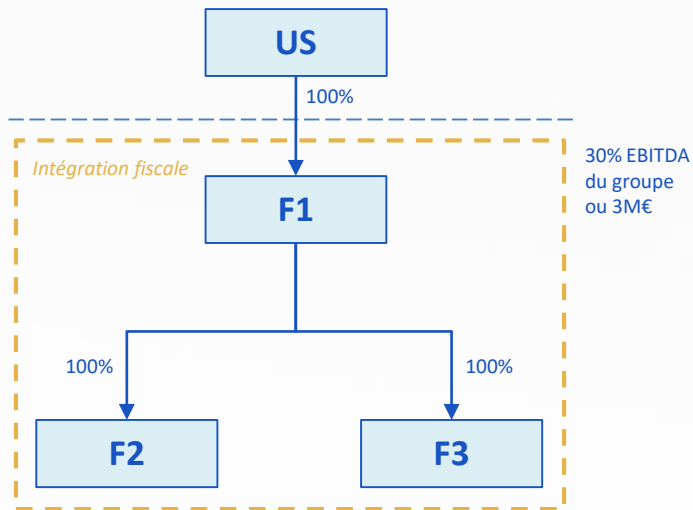 US
100%
Intégration fiscale
30% EBITDA
du groupe
ou 3M€
F1
100%
100%
F2
F3